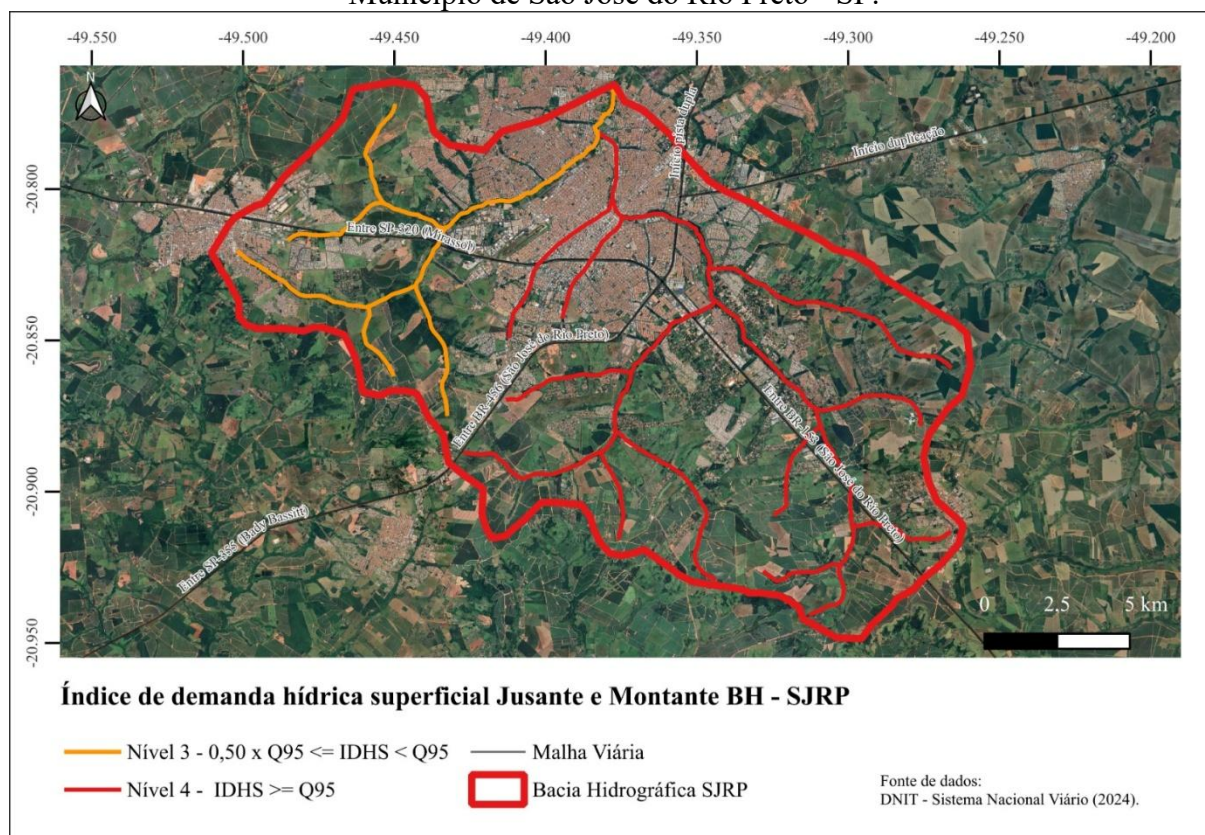 Município de São José do Rio Preto - SP.
-49.550 -49.500 -49.450 -49.400 -49.350 -49.300 -49.250 -49.200
N
Início pista dupla
Início duplicação
-20.800
Entre SP-320 (Mirassol)
-20.850
Entre BR-456 (São José do Rio Preto)
Entre BR-153 (São José do Rio Preto)
-20.900
Entre SP-355 (Bady Bassitt)
0 2,5 5 km
-20.950
Índice de demanda hídrica superficial Jusante e Montante BH - SJRP
Nível 3 - 0,50 x Q95 <= IDHS < Q95
Malha Viária
Nível 4 - IDHS >= Q95
Bacia Hidrográfica SJRP
Fonte de dados:
DNIT - Sistema Nacional Viário (2024).